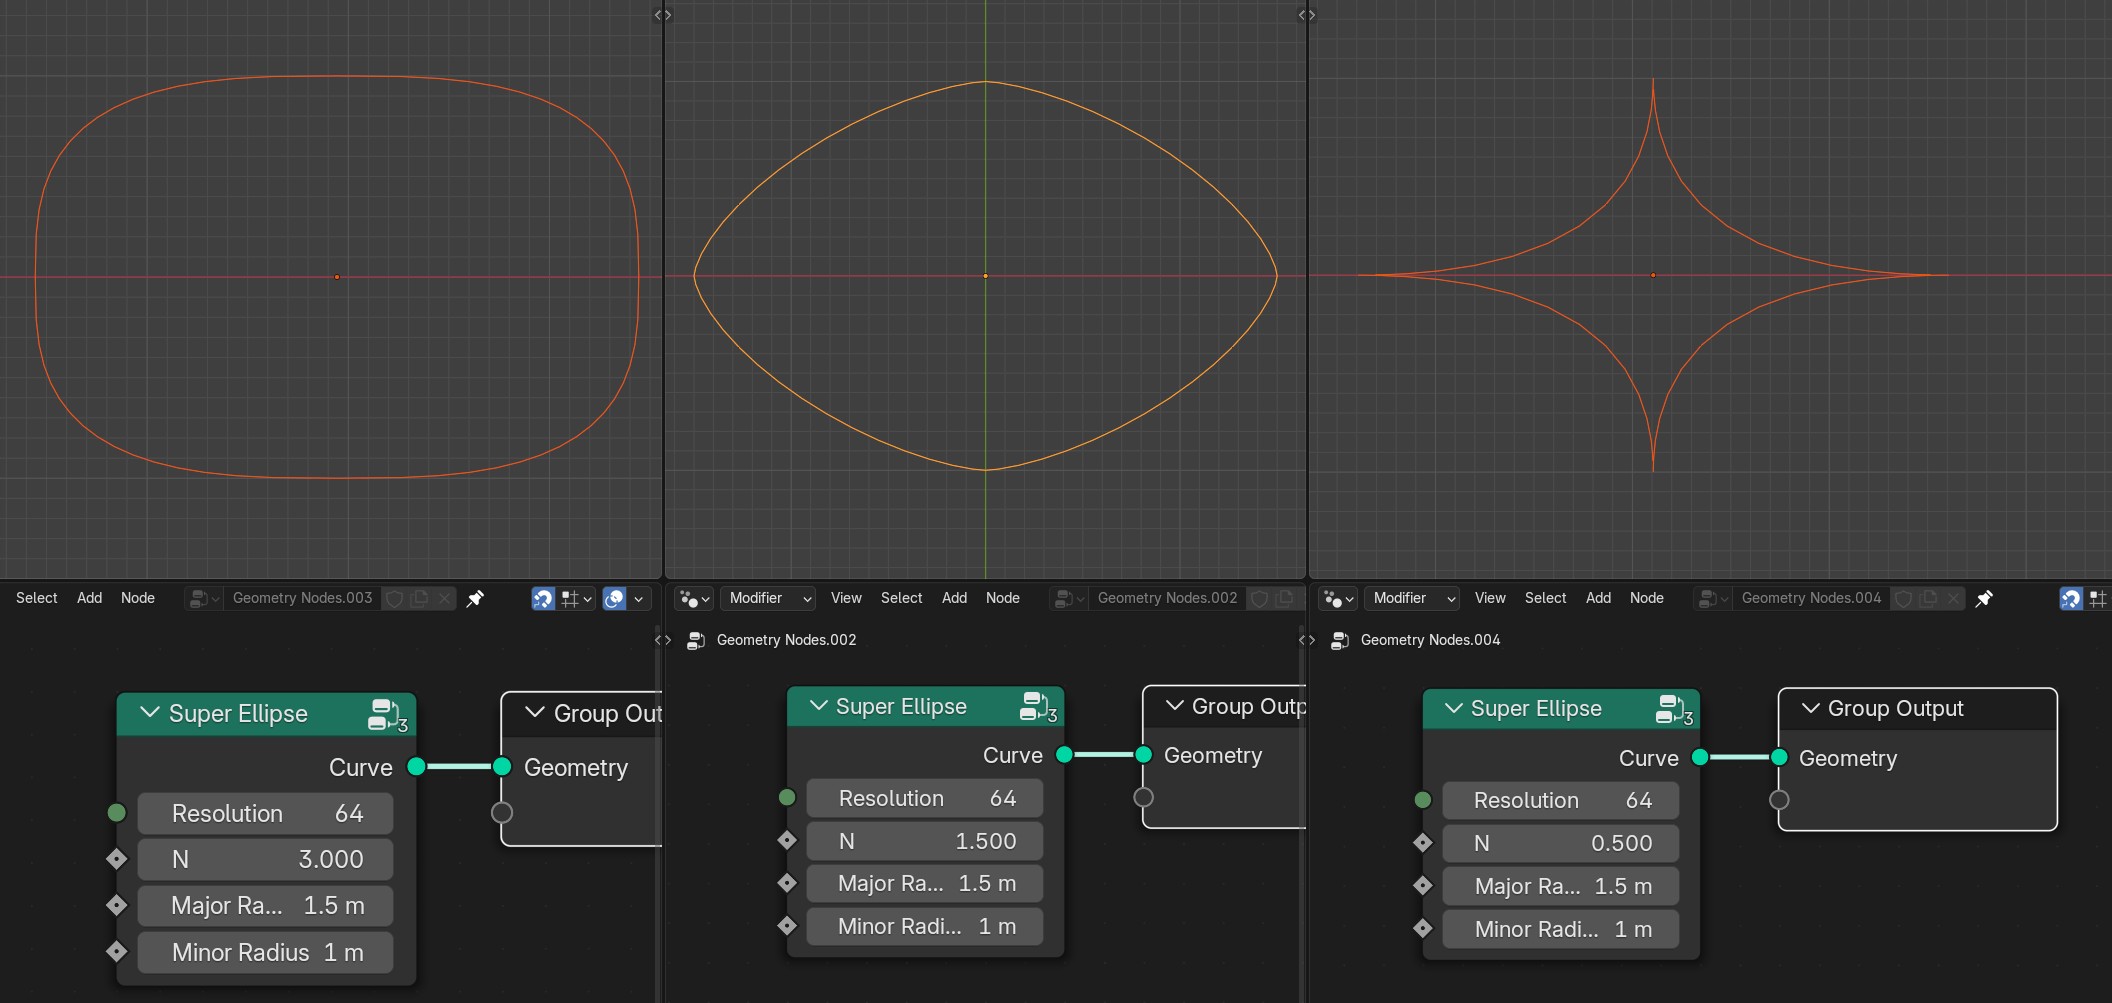 Select Add Node Geometry Nodes.003
Modifier View Select Add Node Geometry Nodes.002
Modifier View Select Add Node Geometry Nodes.004
Geometry Nodes.002
Geometry Nodes.004
Super Ellipse 3
Curve
Resolution 64
N 3.000
Major Ra... 1.5 m
Minor Radius 1 m
Group Out
Geometry
Super Ellipse 3
Curve
Resolution 64
N 1.500
Major Ra... 1.5 m
Minor Radi... 1 m
Group Outp
Geometry
Super Ellipse 3
Curve
Resolution 64
N 0.500
Major Ra... 1.5 m
Minor Radi... 1 m
Group Output
Geometry